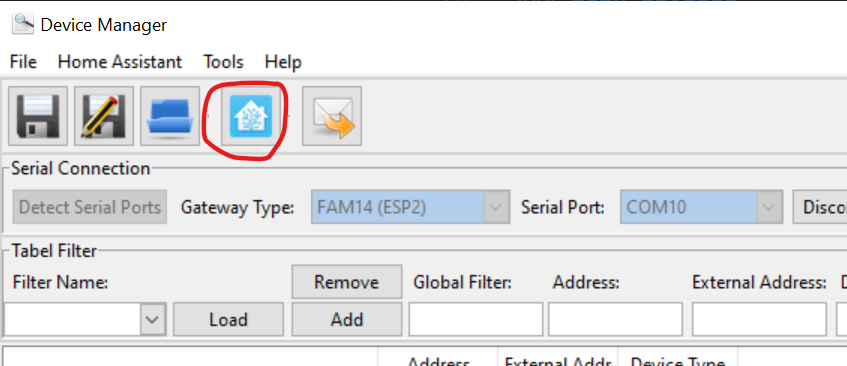 Device Manager
File Home Assistant Tools Help
Serial Connection
Detect Serial Ports Gateway Type: FAM14 (ESP2) Serial Port: COM10 Disco
Tabel Filter
Filter Name: Remove Global Filter: Address: External Address: D
Load Add
Address External Addr Device Type